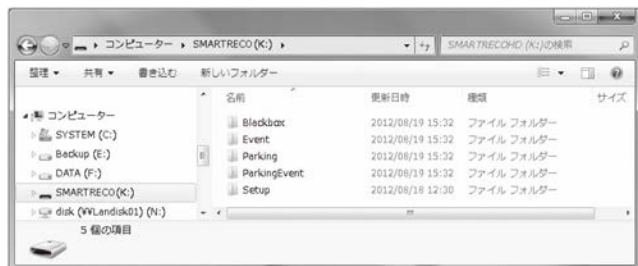 コンピューター ▸ SMARTRECO (K:) ▸
SMARTRECOHD (K:)の検索
整理 ▾ 共有 ▾ 書き込む 新しいフォルダー
名前 更新日時 種類 サイズ
コンピューター
SYSTEM (C:)
Backup (E:)
DATA (F:)
SMARTRECO(K:)
disk (¥¥Landisk01) (N:)
Blackbox 2012/08/19 15:32 ファイル フォルダー
Event 2012/08/19 15:32 ファイル フォルダー
Parking 2012/08/19 15:32 ファイル フォルダー
ParkingEvent 2012/08/19 15:32 ファイル フォルダー
Setup 2012/08/18 12:30 ファイル フォルダー
5 個の項目